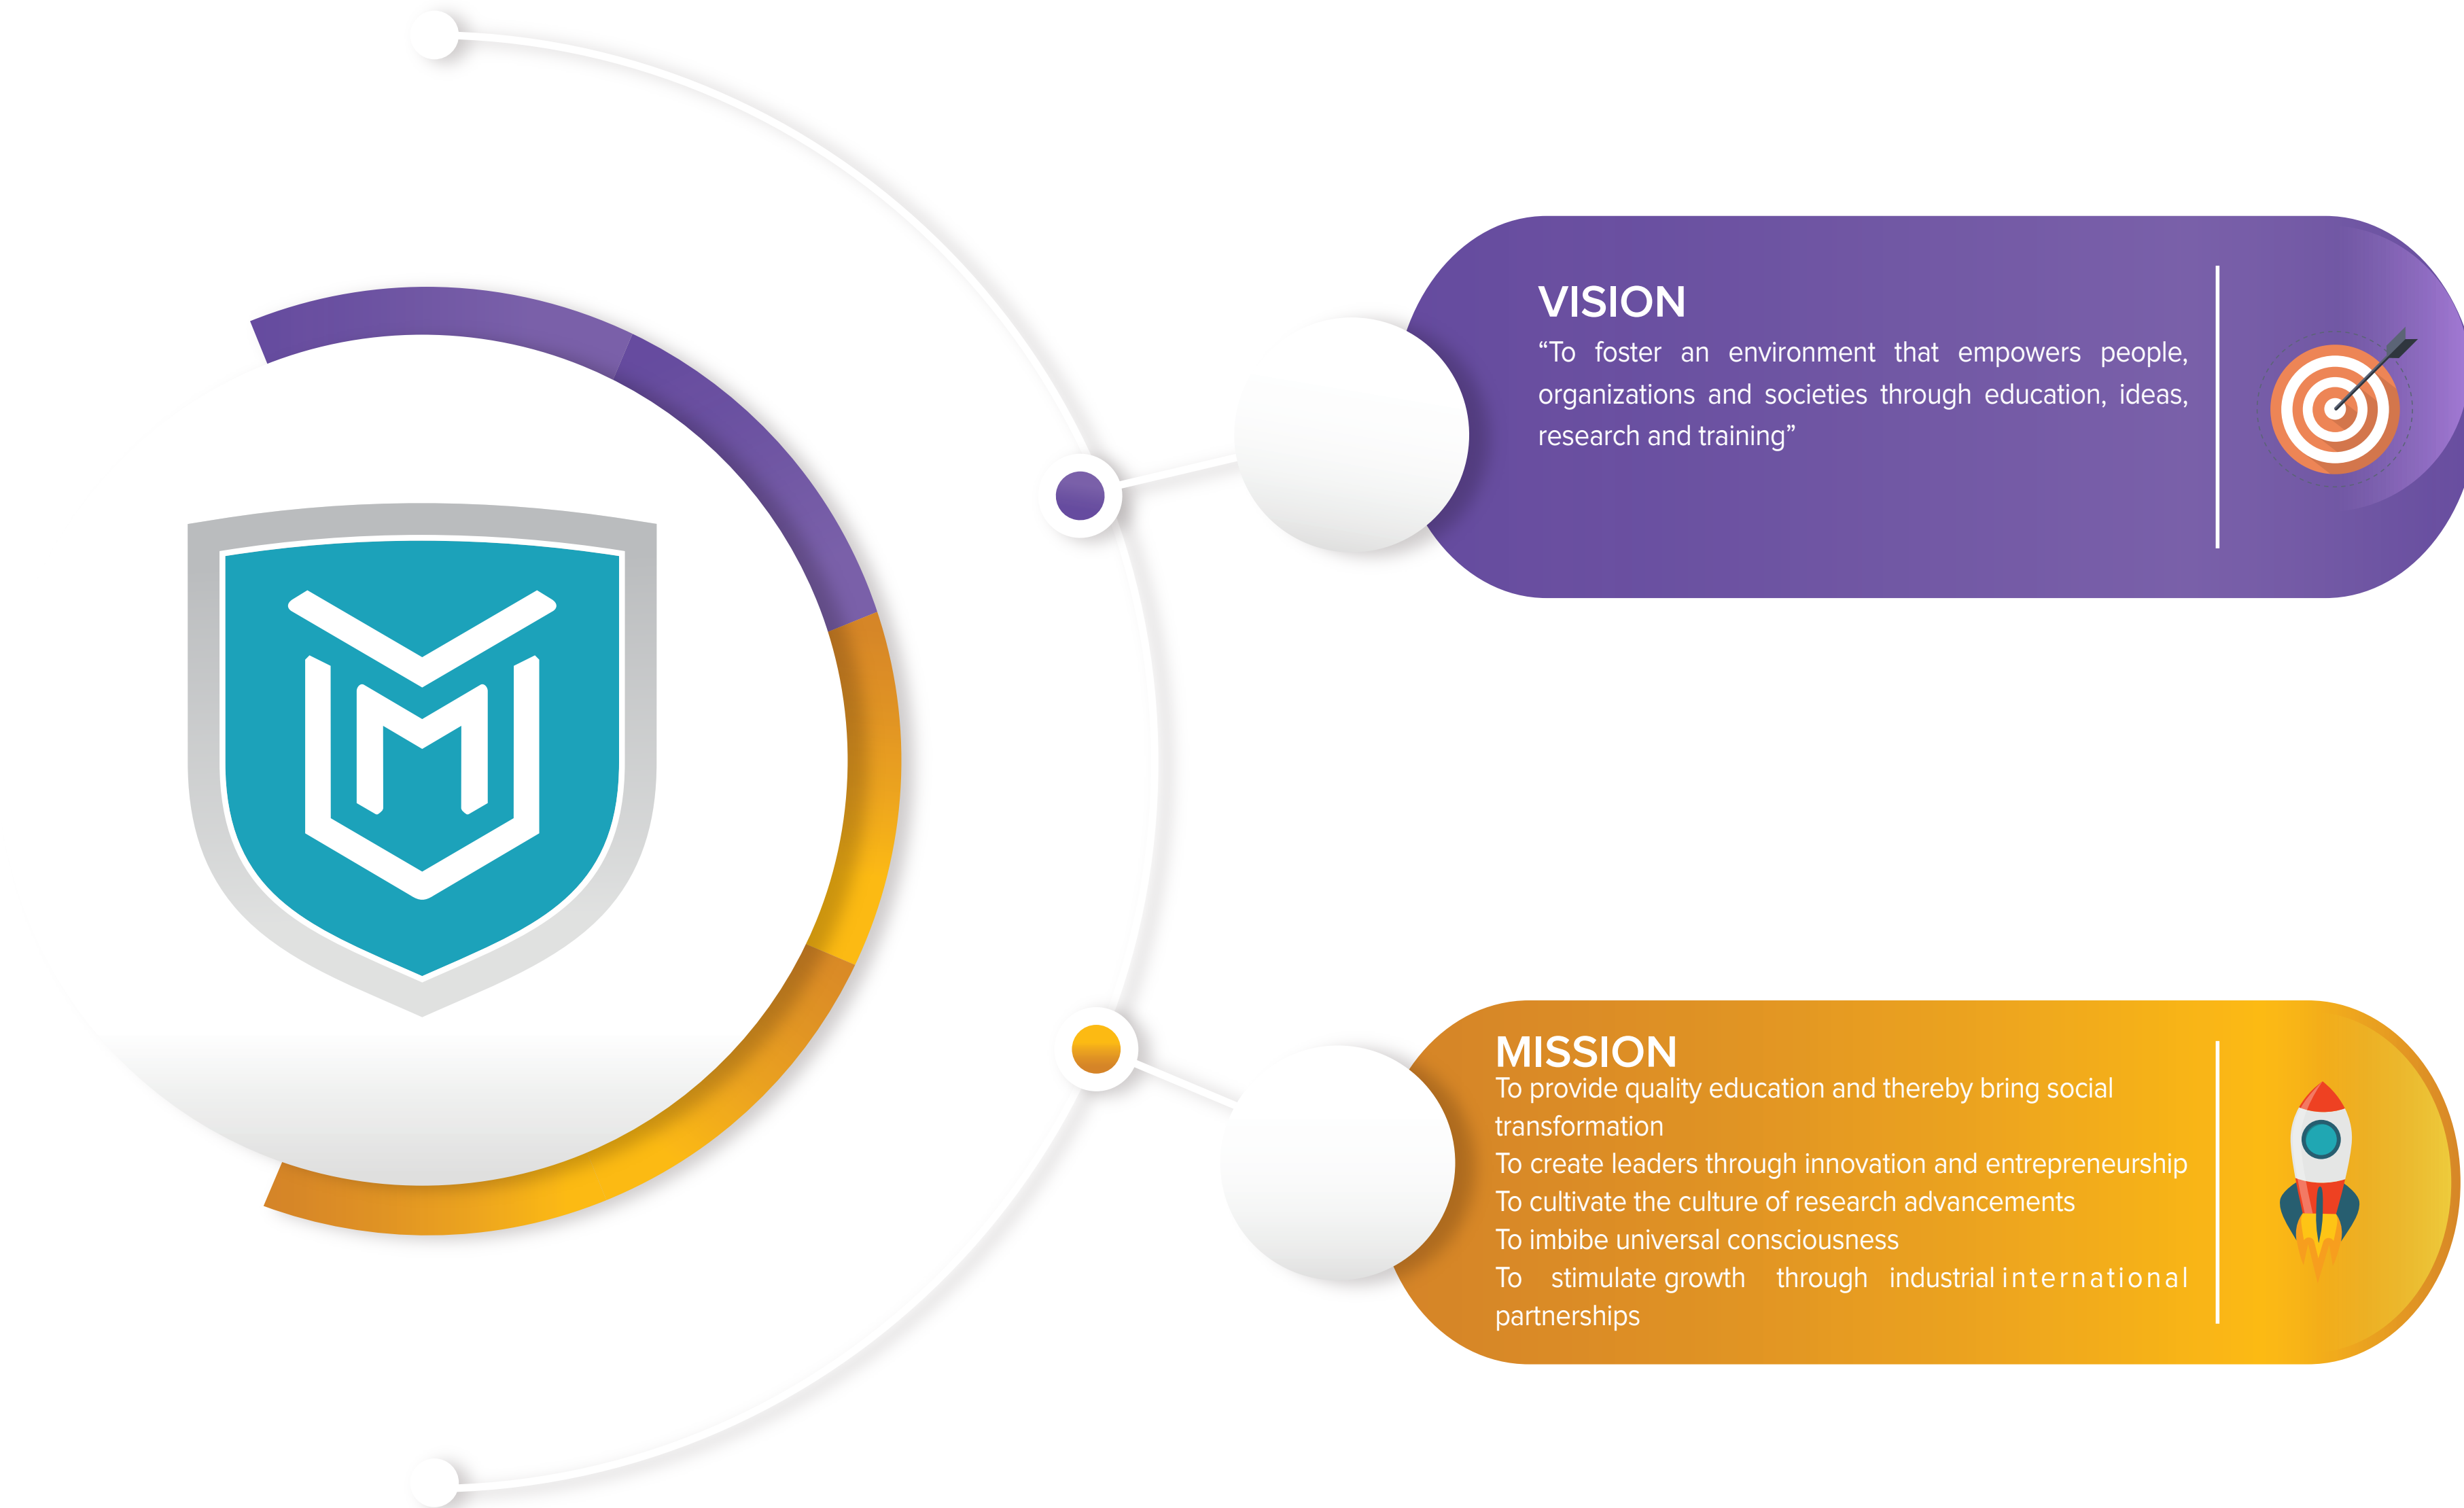 VISION
“To foster an environment that empowers people,
organizations and societies through education, ideas,
research and training”
MISSION
To provide quality education and thereby bring social
transformation
To create leaders through innovation and entrepreneurship
To cultivate the culture of research advancements
To imbibe universal consciousness
To stimulate growth through industrial international
partnerships